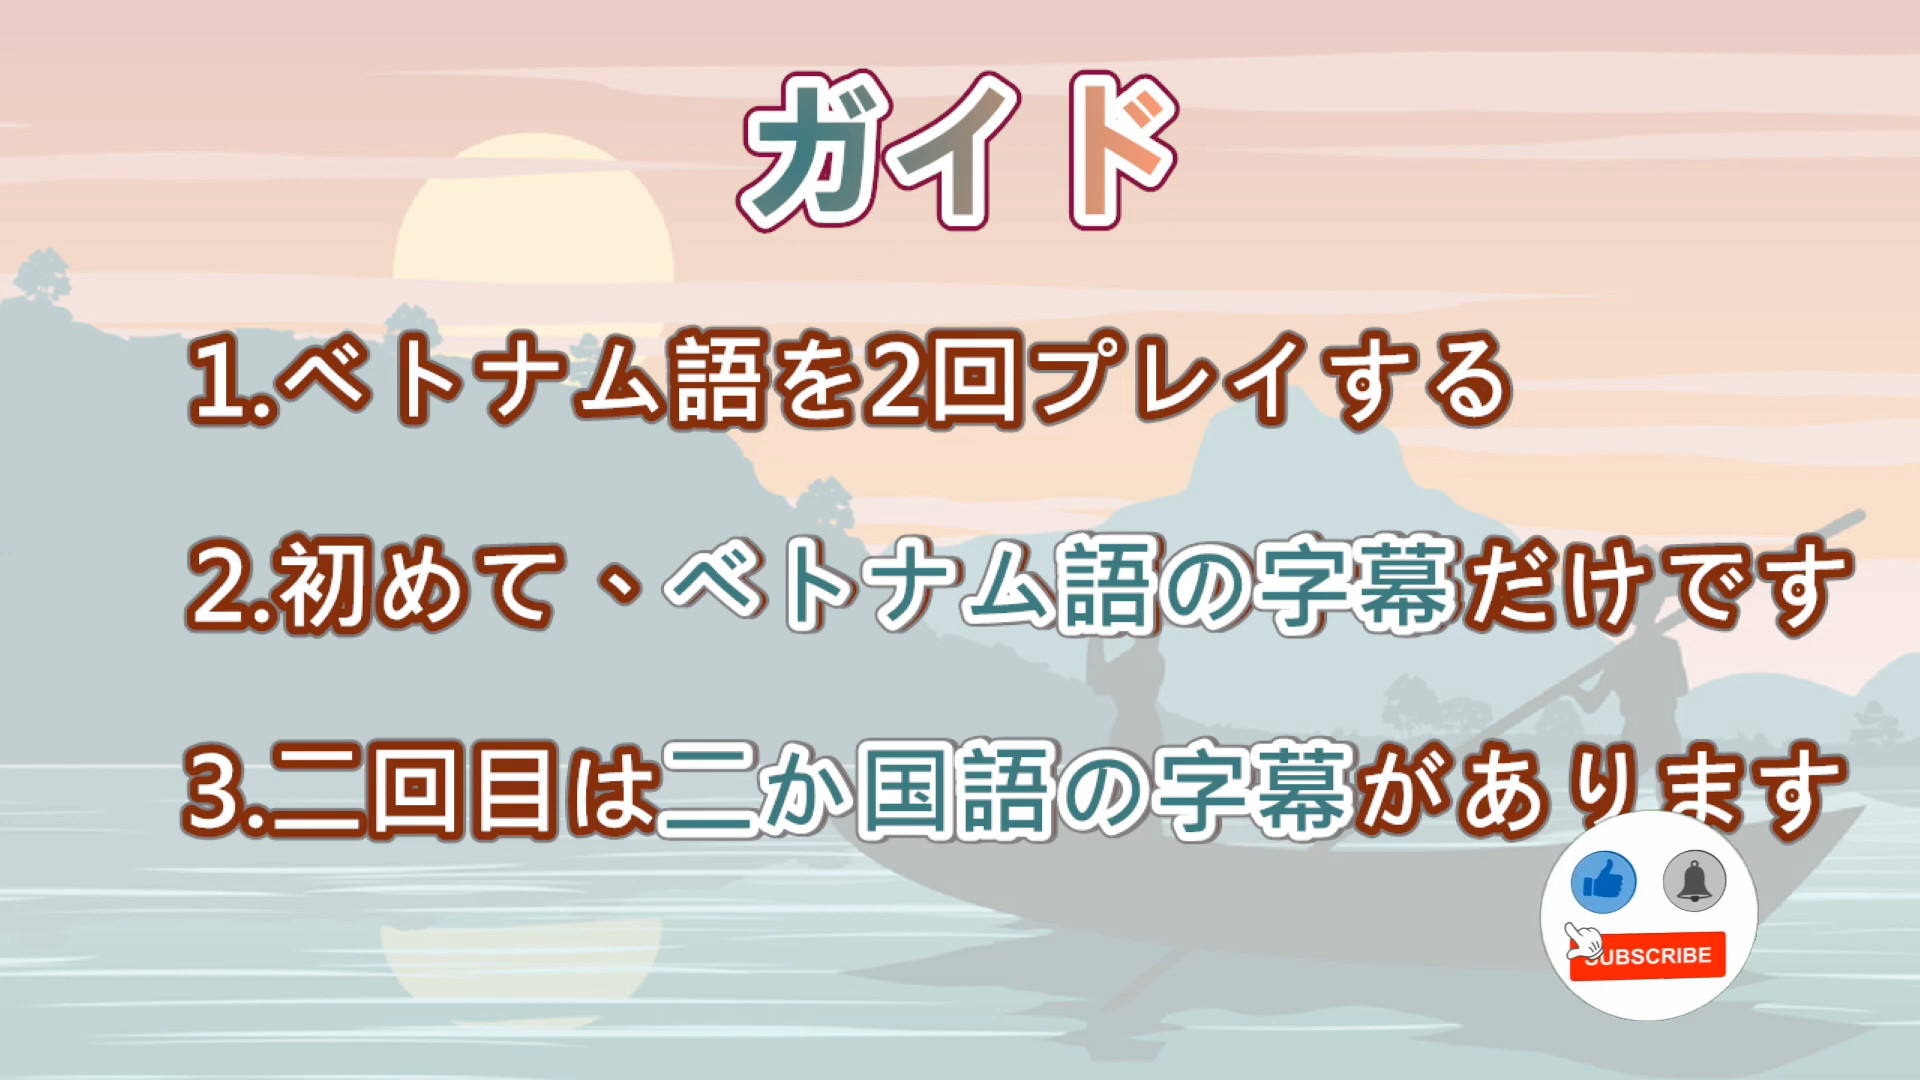 ガイド
1.ベトナム語を2回プレイする
2.初めて、ベトナム語の字幕だけです
3.二回目は二か国語の字幕があります
SUBSCRIBE